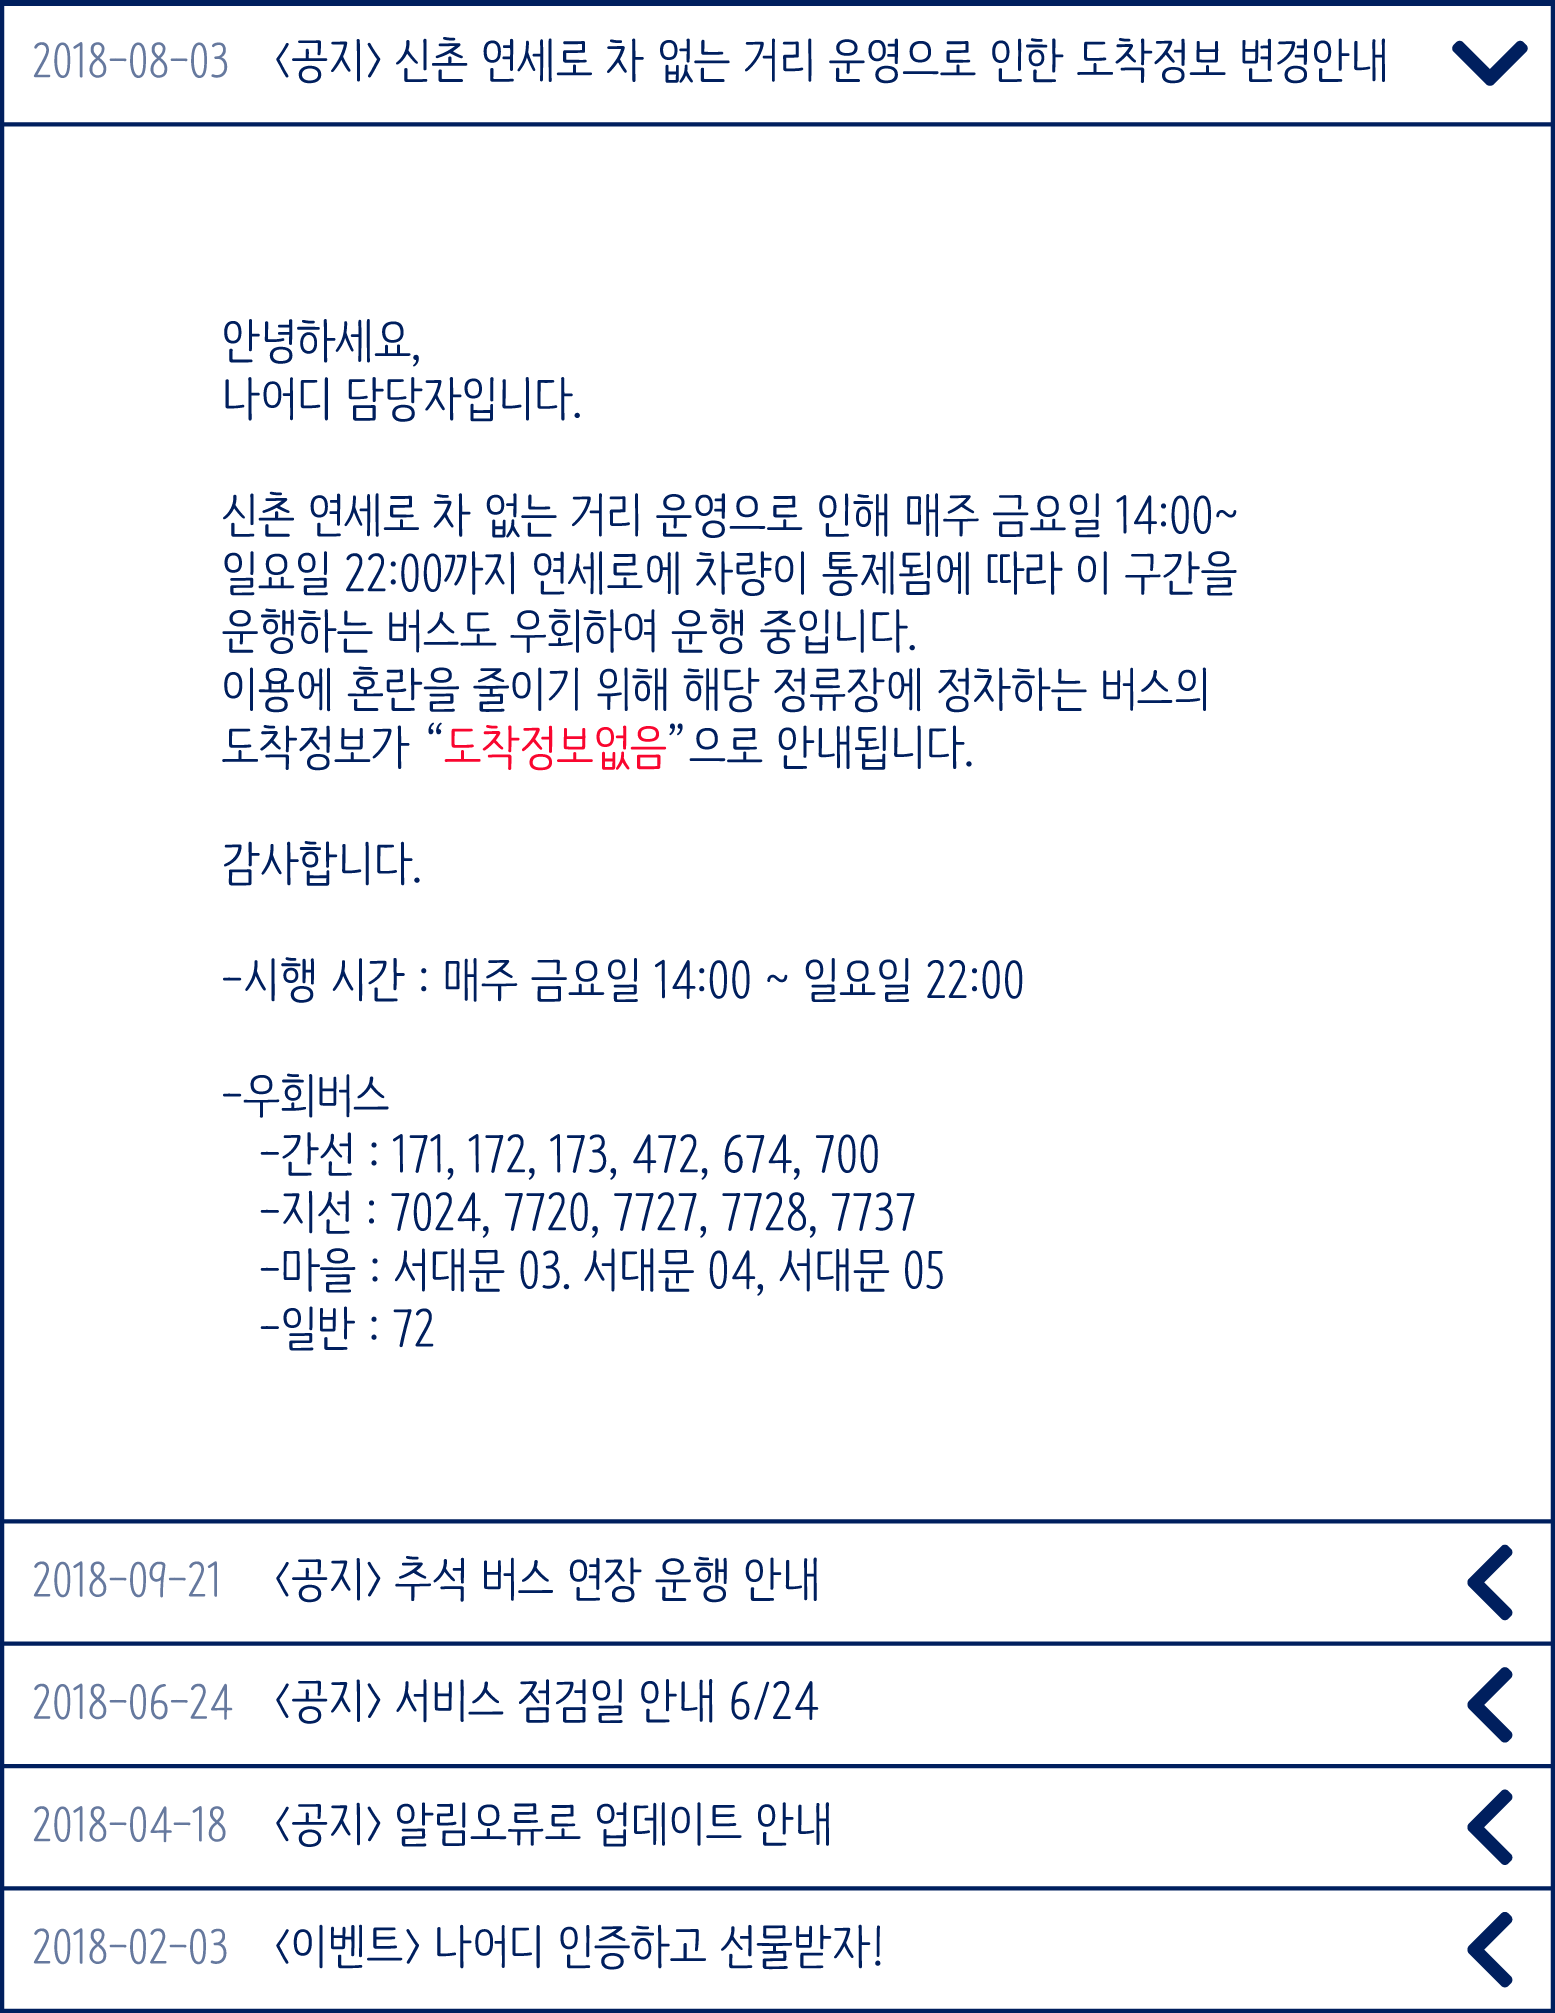 2018-08-03 <공지> 신촌 연세로 차 없는 거리 운영으로 인한 도착정보 변경안내
안녕하세요,
나어디 담당자입니다.
신촌 연세로 차 없는 거리 운영으로 인해 매주 금요일 14:00~
일요일 22:00까지 연세로에 차량이 통제됨에 따라 이 구간을
운행하는 버스도 우회하여 운행 중입니다.
이용에 혼란을 줄이기 위해 해당 정류장에 정차하는 버스의
도착정보가 “도착정보없음”으로 안내됩니다.
감사합니다.
-시행 시간 : 매주 금요일 14:00 ~ 일요일 22:00
-우회버스
-간선 : 171, 172, 173, 472, 674, 700
-지선 : 7024, 7720, 7727, 7728, 7737
-마을 : 서대문 03. 서대문 04, 서대문 05
-일반 : 72
2018-09-21 <공지> 추석 버스 연장 운행 안내
2018-06-24 <공지> 서비스 점검일 안내 6/24
2018-04-18 <공지> 알림오류로 업데이트 안내
2018-02-03 <이벤트> 나어디 인증하고 선물받자!